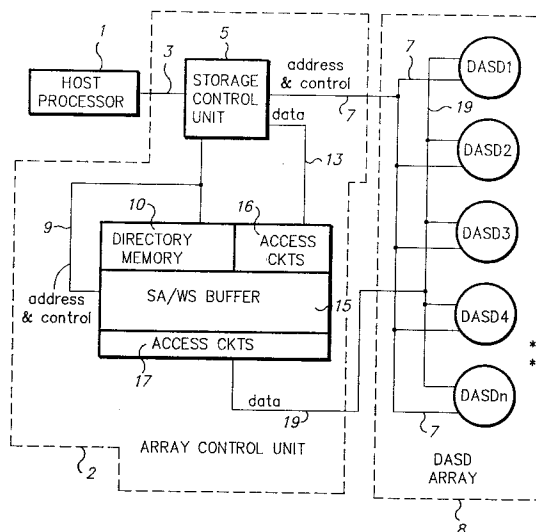 1
HOST
PROCESSOR
3
5
STORAGE
CONTROL
UNIT
address
& control
7
data
13
7
DASD1
19
DASD2
DASD3
DASD4
*
*
DASDn
7
DASD
ARRAY
8
9
10
DIRECTORY
MEMORY
16
ACCESS
CKTS
address
& control
SA/WS BUFFER
15
ACCESS CKTS
17
data
19
ARRAY CONTROL UNIT
2